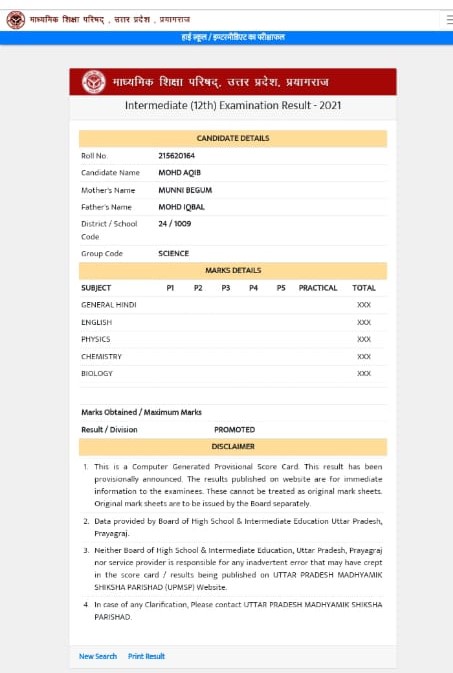 माध्यमिक शिक्षा परिषद् , उत्तर प्रदेश , प्रयागराज
हाई स्कूल / इण्टरमीडिएट का परीक्षाफल
माध्यमिक शिक्षा परिषद्, उत्तर प्रदेश, प्रयागराज
Intermediate (12th) Examination Result - 2021
CANDIDATE DETAILS
Roll No. 215620164
Candidate Name MOHD AQIB
Mother's Name MUNNI BEGUM
Father's Name MOHD IQBAL
District / School Code 24 / 1009
Group Code SCIENCE
MARKS DETAILS
SUBJECT P1 P2 P3 P4 P5 PRACTICAL TOTAL
GENERAL HINDI XXX
ENGLISH XXX
PHYSICS XXX
CHEMISTRY XXX
BIOLOGY XXX
Marks Obtained / Maximum Marks
Result / Division PROMOTED
DISCLAIMER
1. This is a Computer Generated Provisional Score Card. This result has been
provisionally announced. The results published on website are for immediate
information to the examinees. These cannot be treated as original mark sheets.
Original mark sheets are to be issued by the Board separately.
2. Data provided by Board of High School & Intermediate Education Uttar Pradesh,
Prayagraj.
3. Neither Board of High School & Intermediate Education, Uttar Pradesh, Prayagraj
nor service provider is responsible for any inadvertent error that may have crept
in the score card / results being published on UTTAR PRADESH MADHYAMIK
SHIKSHA PARISHAD (UPMSP) Website.
4. In case of any Clarification, Please contact UTTAR PRADESH MADHYAMIK SHIKSHA
PARISHAD.
New Search Print Result